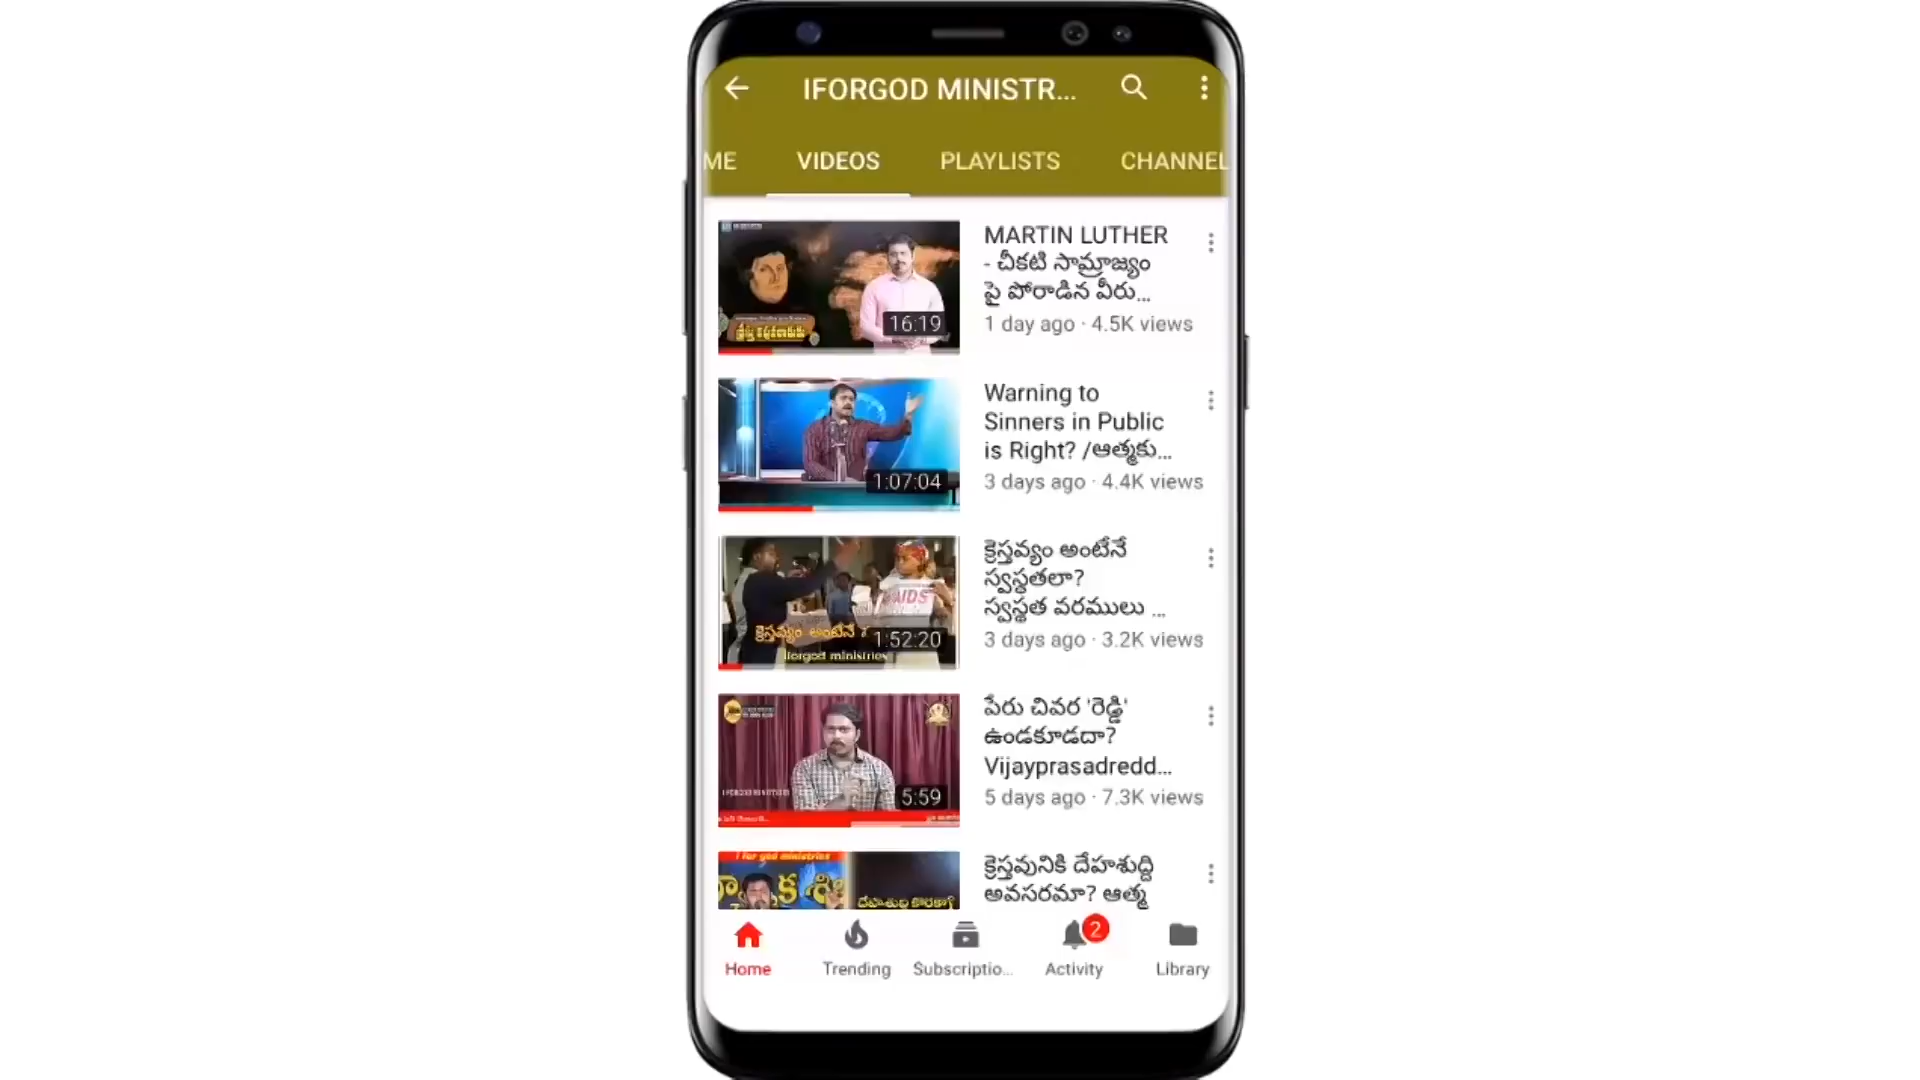 IFORGOD MINISTR...
ME VIDEOS PLAYLISTS CHANNEL
MARTIN LUTHER
- చీకటి సామ్రాజ్యం
పై పోరాడిన వీరు...
1 day ago · 4.5K views
16:19
Warning to
Sinners in Public
is Right? /ఆత్మకు...
3 days ago · 4.4K views
1:07:04
క్రైస్తవ్యం అంటేనే
స్వస్థతలా?
స్వస్థత వరములు ...
3 days ago · 3.2K views
AIDS
క్రైస్తవ్యం అంటేనే
1:52:20
iforgod ministries
పేరు చివర 'రెడ్డి'
ఉండకూడదా?
Vijayprasadredd...
5 days ago · 7.3K views
5:59
I for god ministries
దేహశుద్ధి కొరకా?
క్రైస్తవునికి దేహశుద్ధి
అవసరమా? ఆత్మ
2
Home Trending Subscriptio... Activity Library